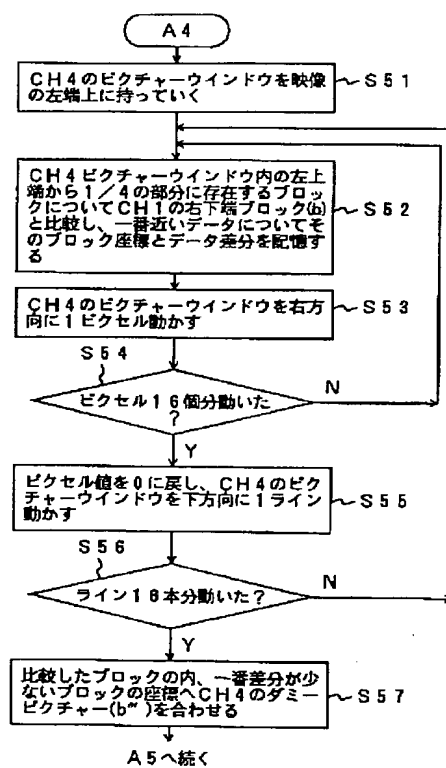 A4
CH4のピクチャーウインドウを映像
の左端上に持っていく
S51
CH4ピクチャーウインドウ内の左上
端から1/4の部分に存在するブロッ
クについてCH1の右下端ブロック(b)
と比較し、一番近いデータについてそ
のブロック座標とデータ差分を記憶す
る
S52
CH4のピクチャーウインドウを右方
向に1ピクセル動かす
S53
S54
ピクセル16個分動いた
?
N
Y
ピクセル値を0に戻し、CH4のピク
チャーウインドウを下方向に1ライン
動かす
S55
S56
ライン16本分動いた?
N
Y
比較したブロックの内、一番差分が少
ないブロックの座標へCH4のダミー
ピクチャー(b‴)を合わせる
S57
A5へ続く